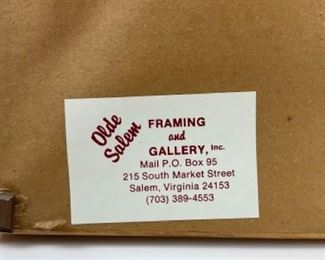 Olde Salem
FRAMING
and
GALLERY, Inc.
Mail P.O. Box 95
215 South Market Street
Salem, Virginia 24153
(703) 389-4553